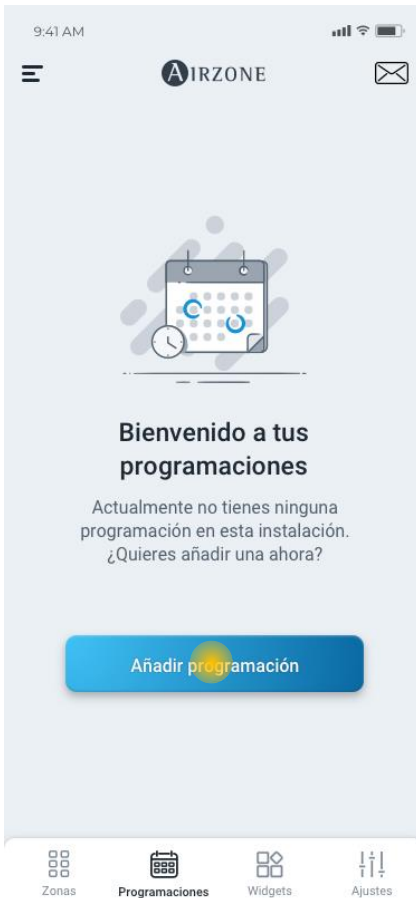 9:41 AM
AIRZONE
Bienvenido a tus
programaciones
Actualmente no tienes ninguna
programación en esta instalación.
¿Quieres añadir una ahora?
Añadir programación
Zonas
Programaciones
Widgets
Ajustes